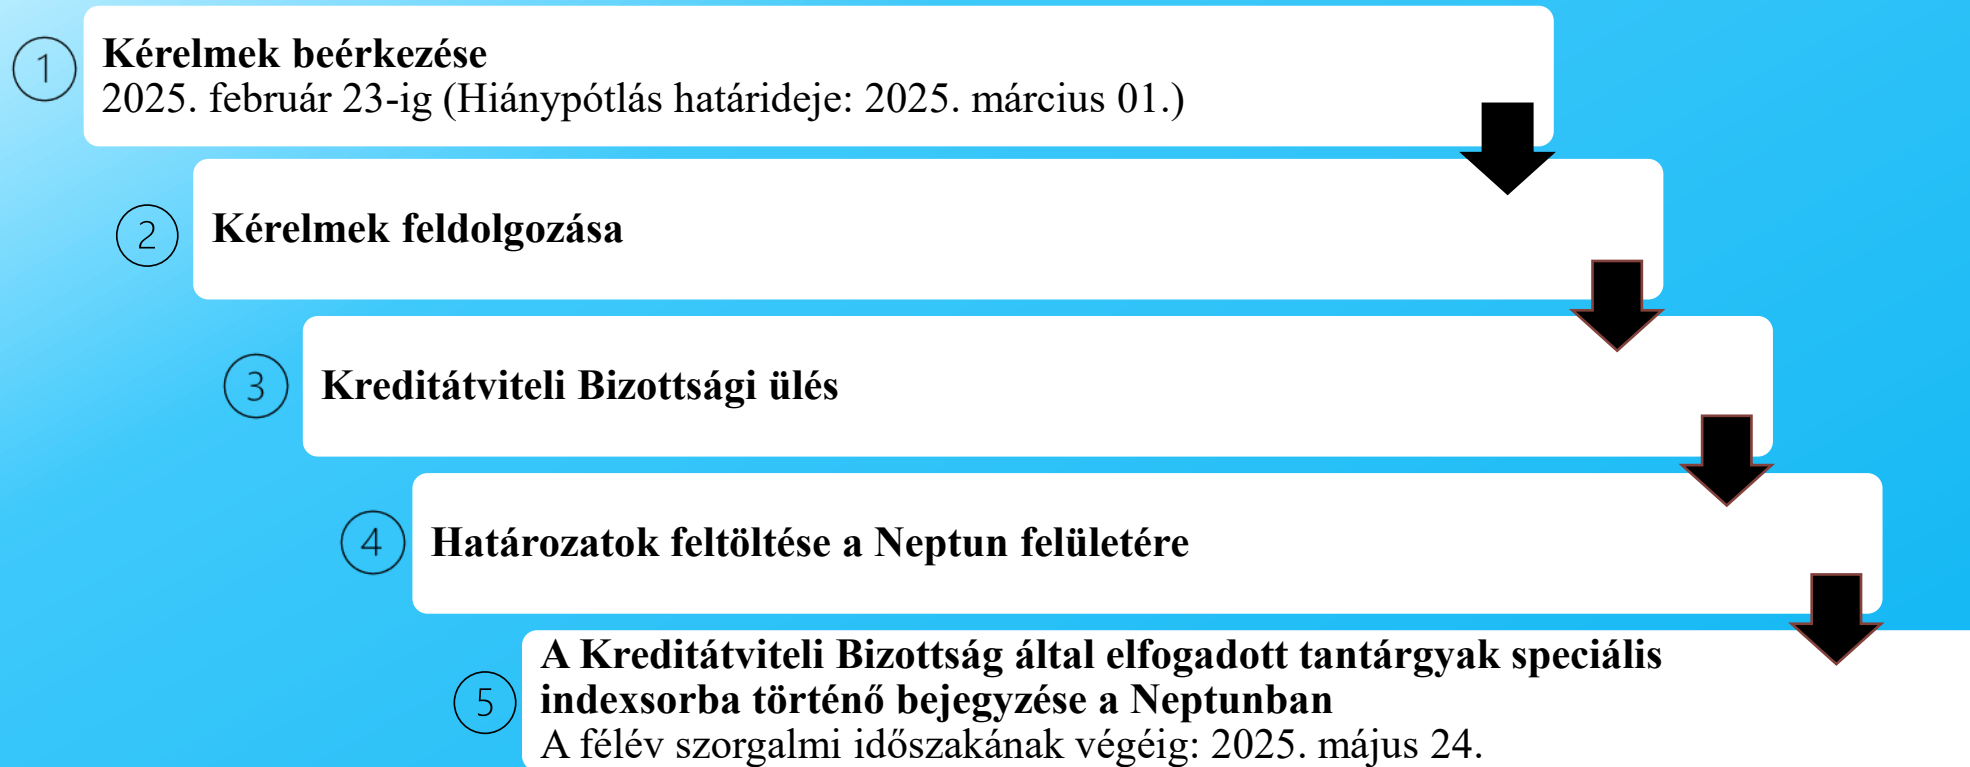 1
Kérelmek beérkezése
2025. február 23-ig (Hiánypótlás határideje: 2025. március 01.)
2
Kérelmek feldolgozása
3
Kreditátviteli Bizottsági ülés
4
Határozatok feltöltése a Neptun felületére
5
A Kreditátviteli Bizottság által elfogadott tantárgyak speciális
indexsorba történő bejegyzése a Neptunban
A félév szorgalmi időszakának végéig: 2025. május 24.